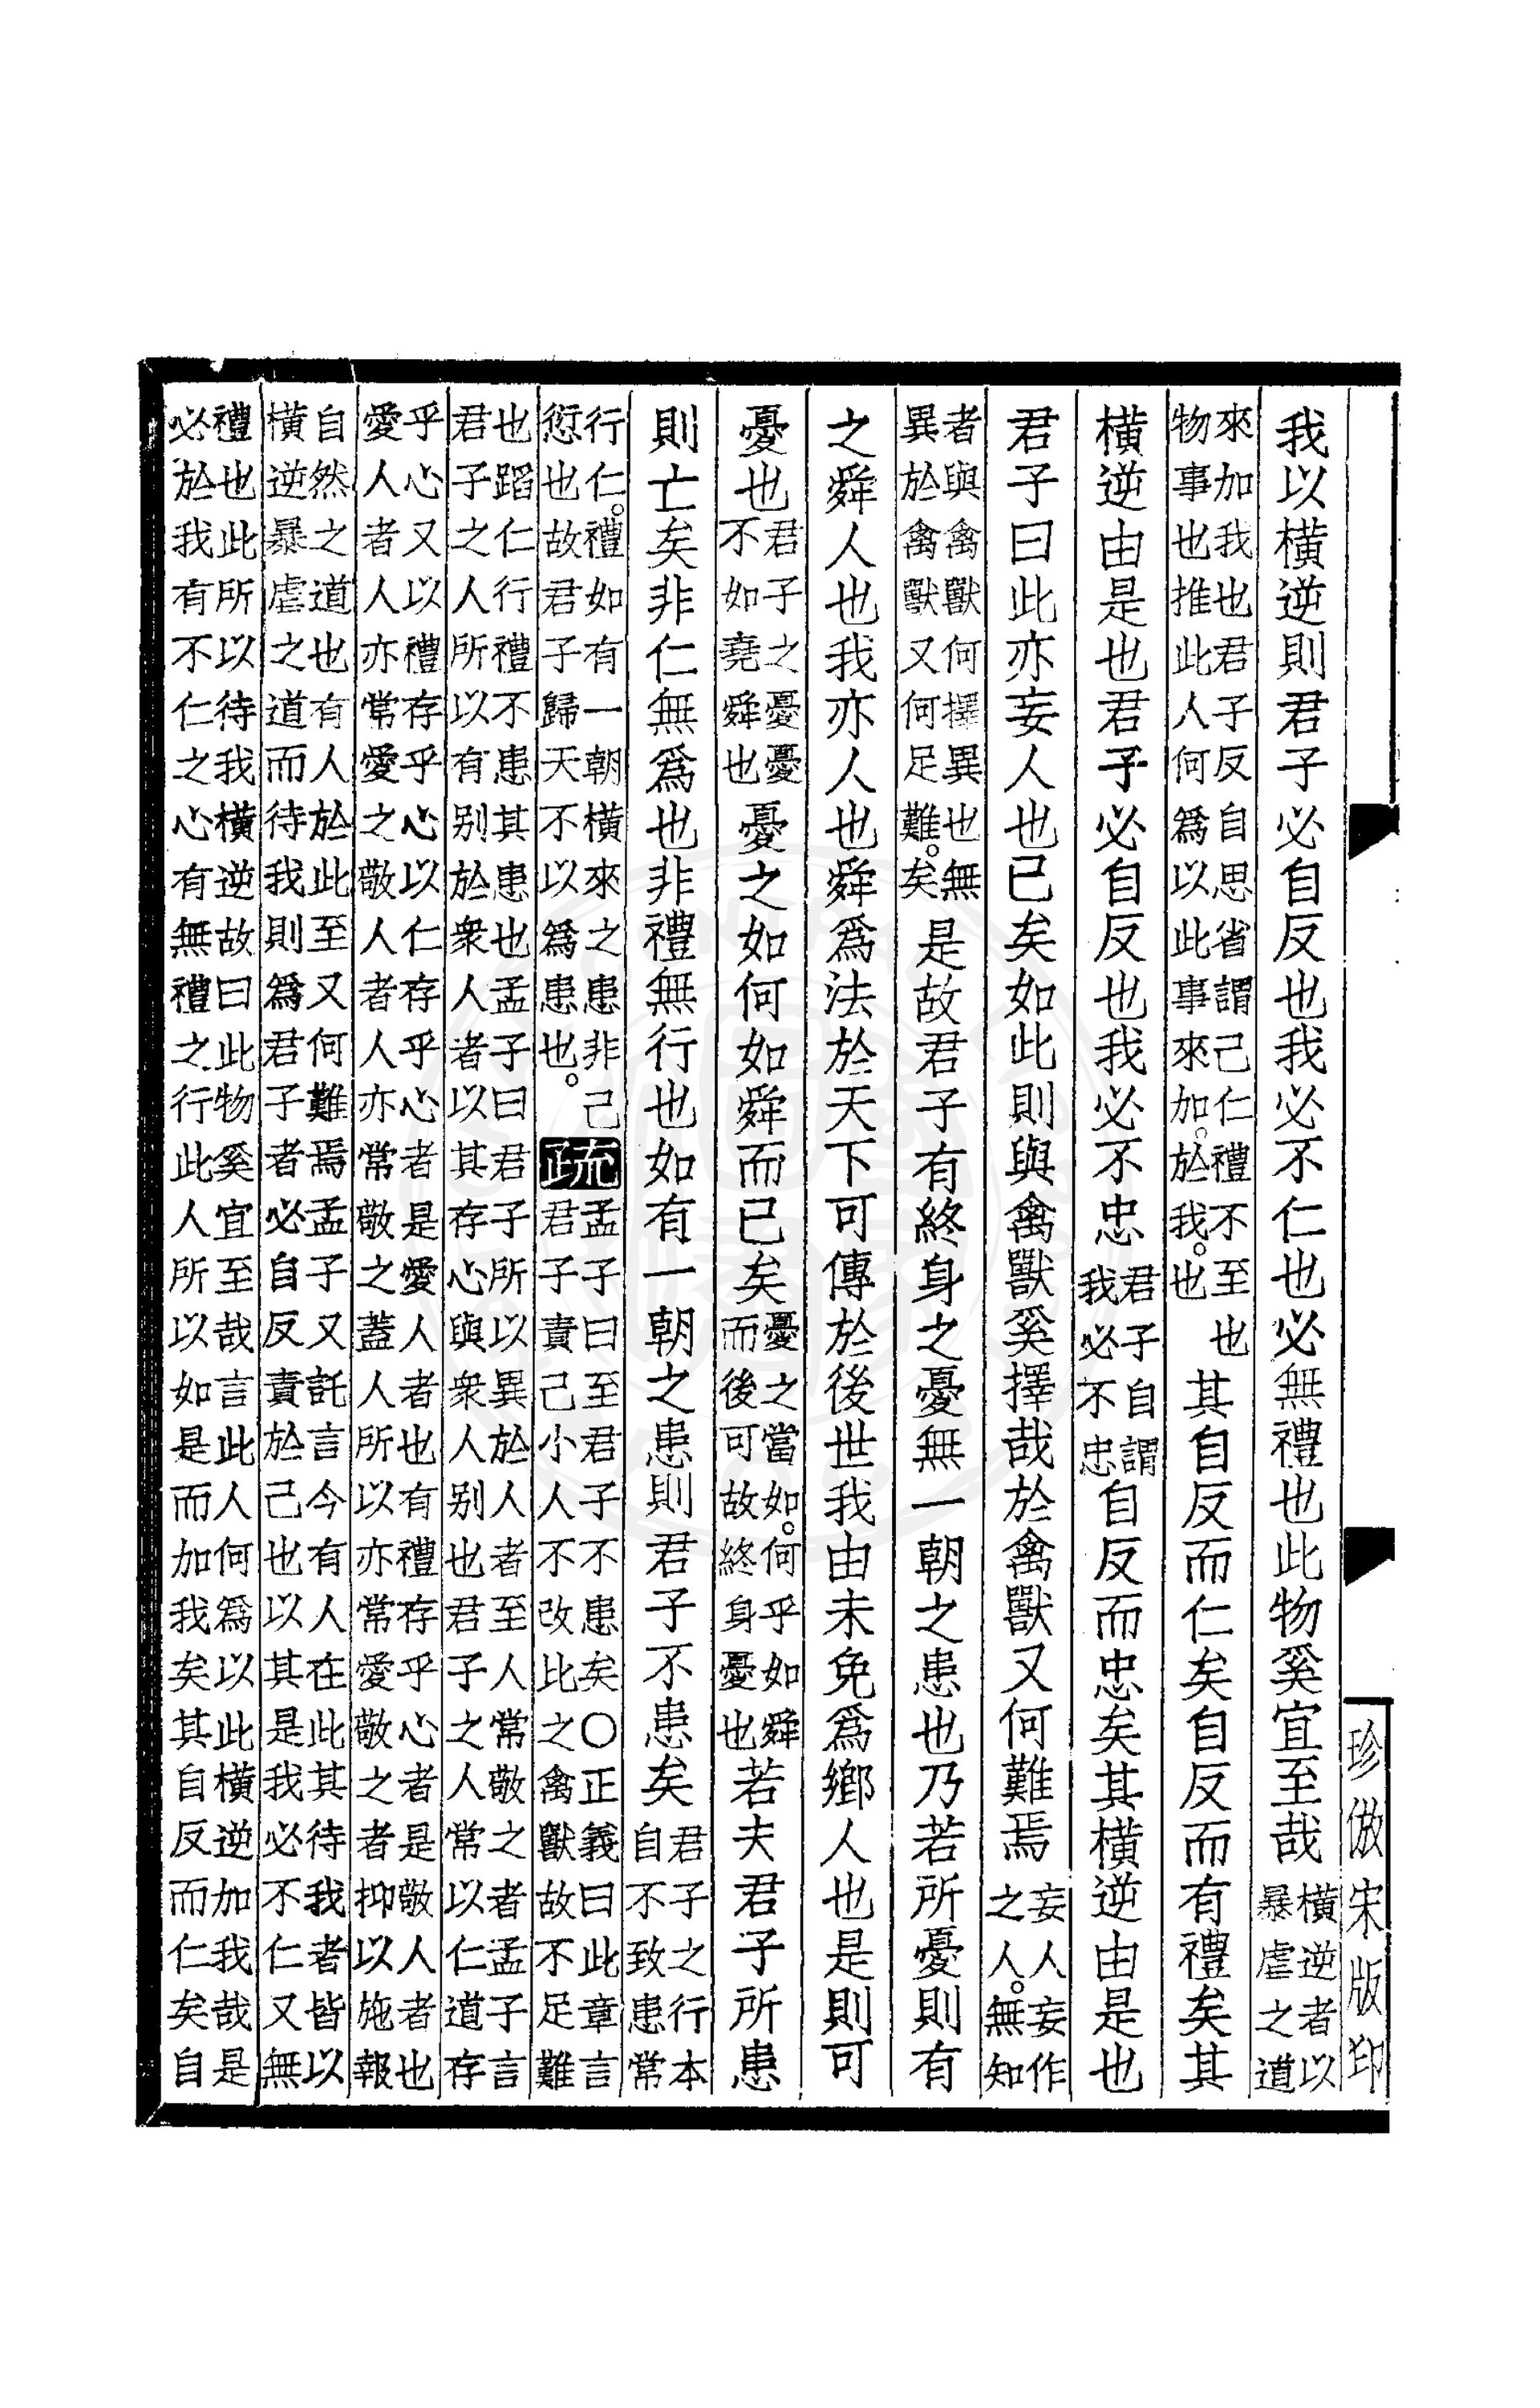 珍倣宋版印
我以橫逆則君子必自反也我必不仁也必無禮也此物奚宜至哉橫逆者以暴虐之道
來加我也君子反自思省謂己仁禮不至也物事也推此人何爲以此事來加。於我。也其自反而仁矣自反而有禮矣其
橫逆由是也君子必自反也我必不忠君子自謂我必不忠自反而忠矣其橫逆由是也
君子曰此亦妄人也已矣如此則與禽獸奚擇哉於禽獸又何難焉妄人妄作之人。無知
者與禽獸何擇異也無異於禽獸又何足難。矣是故君子有終身之憂無一朝之患也乃若所憂則有
之舜人也我亦人也舜爲法於天下可傳於後世我由未免爲鄉人也是則可
憂也君子之憂憂不如堯舜也憂之如何如舜而已矣憂之當如。何乎如舜而後可故終身憂也若夫君子所患
則亡矣非仁無爲也非禮無行也如有一朝之患則君子不患矣君子之行本自不致患常
行仁。禮如有一朝橫來之患非己愆也故君子歸天不以爲患也。疏孟子曰至君子不患矣○正義曰此章言君子責己小人不改比之禽獸故不足難
也蹈仁行禮不患其患也孟子曰君子所以異於人者至人常敬之者孟子言
君子之人所以有别於衆人者以其存心與衆人别也君子之人常以仁道存
乎心又以禮存乎心以仁存乎心者是愛人者也有禮存乎心者是敬人者也
愛人者人亦常愛之敬人者人亦常敬之蓋人所以亦常愛敬之者抑以施報
自然之道也有人於此至又何難焉孟子又託言今有人在此其待我者皆以
橫逆暴虐之道而待我則爲君子者必自反責於己也以其是我必不仁又無
禮也此所以待我橫逆故曰此物奚宜至哉言此人何爲以此橫逆加我哉是
必於我有不仁之心有無禮之行此人所以如是而加我矣其自反而仁矣自